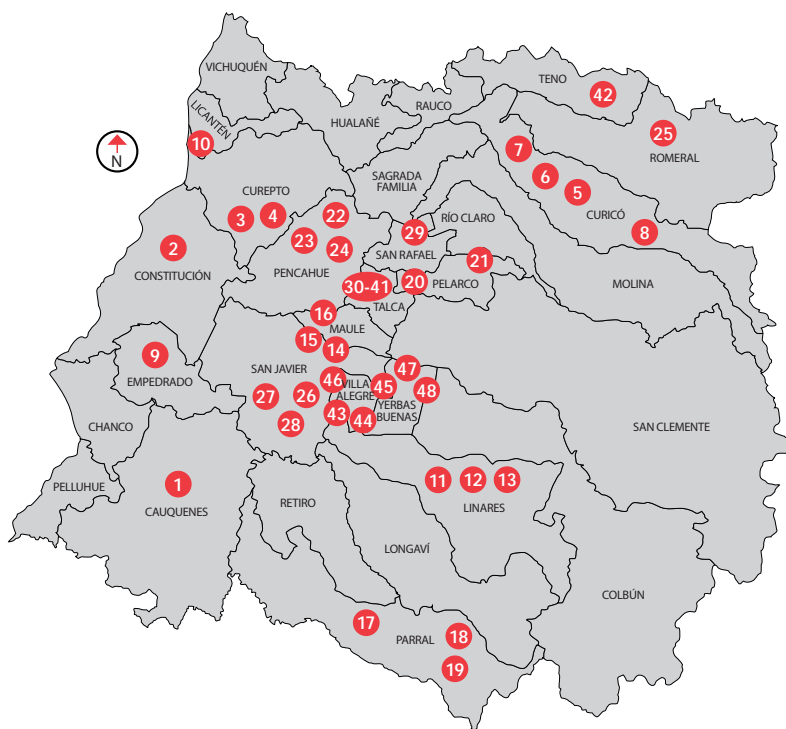 VICHUQUÉN
TENO
42
RAUCO
LICANTÉN
HUALAÑÉ
25
ROMERAL
10
N
7
SAGRADA
FAMILIA
6
5
CUREPTO
3
4
22
RÍO CLARO
CURICÓ
8
29
23
24
2
CONSTITUCIÓN
SAN RAFAEL
21
PENCAHUE
20
PELARCO
MOLINA
30-41
TALCA
16
MAULE
15
14
9
EMPEDRADO
SAN JAVIER
46
VILLA
ALEGRE
45
47
48
YERBAS
BUENAS
27
26
43
44
28
CHANCO
SAN CLEMENTE
1
CAUQUENES
PELLUHUE
11
12
13
LINARES
RETIRO
LONGAVÍ
COLBÚN
17
PARRAL
18
19